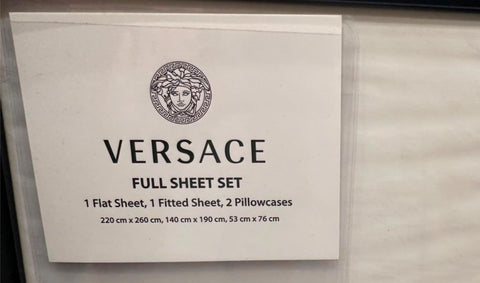 VERSACE
FULL SHEET SET
1 Flat Sheet, 1 Fitted Sheet, 2 Pillowcases
220 cm x 260 cm, 140 cm x 190 cm, 53 cm x 76 cm